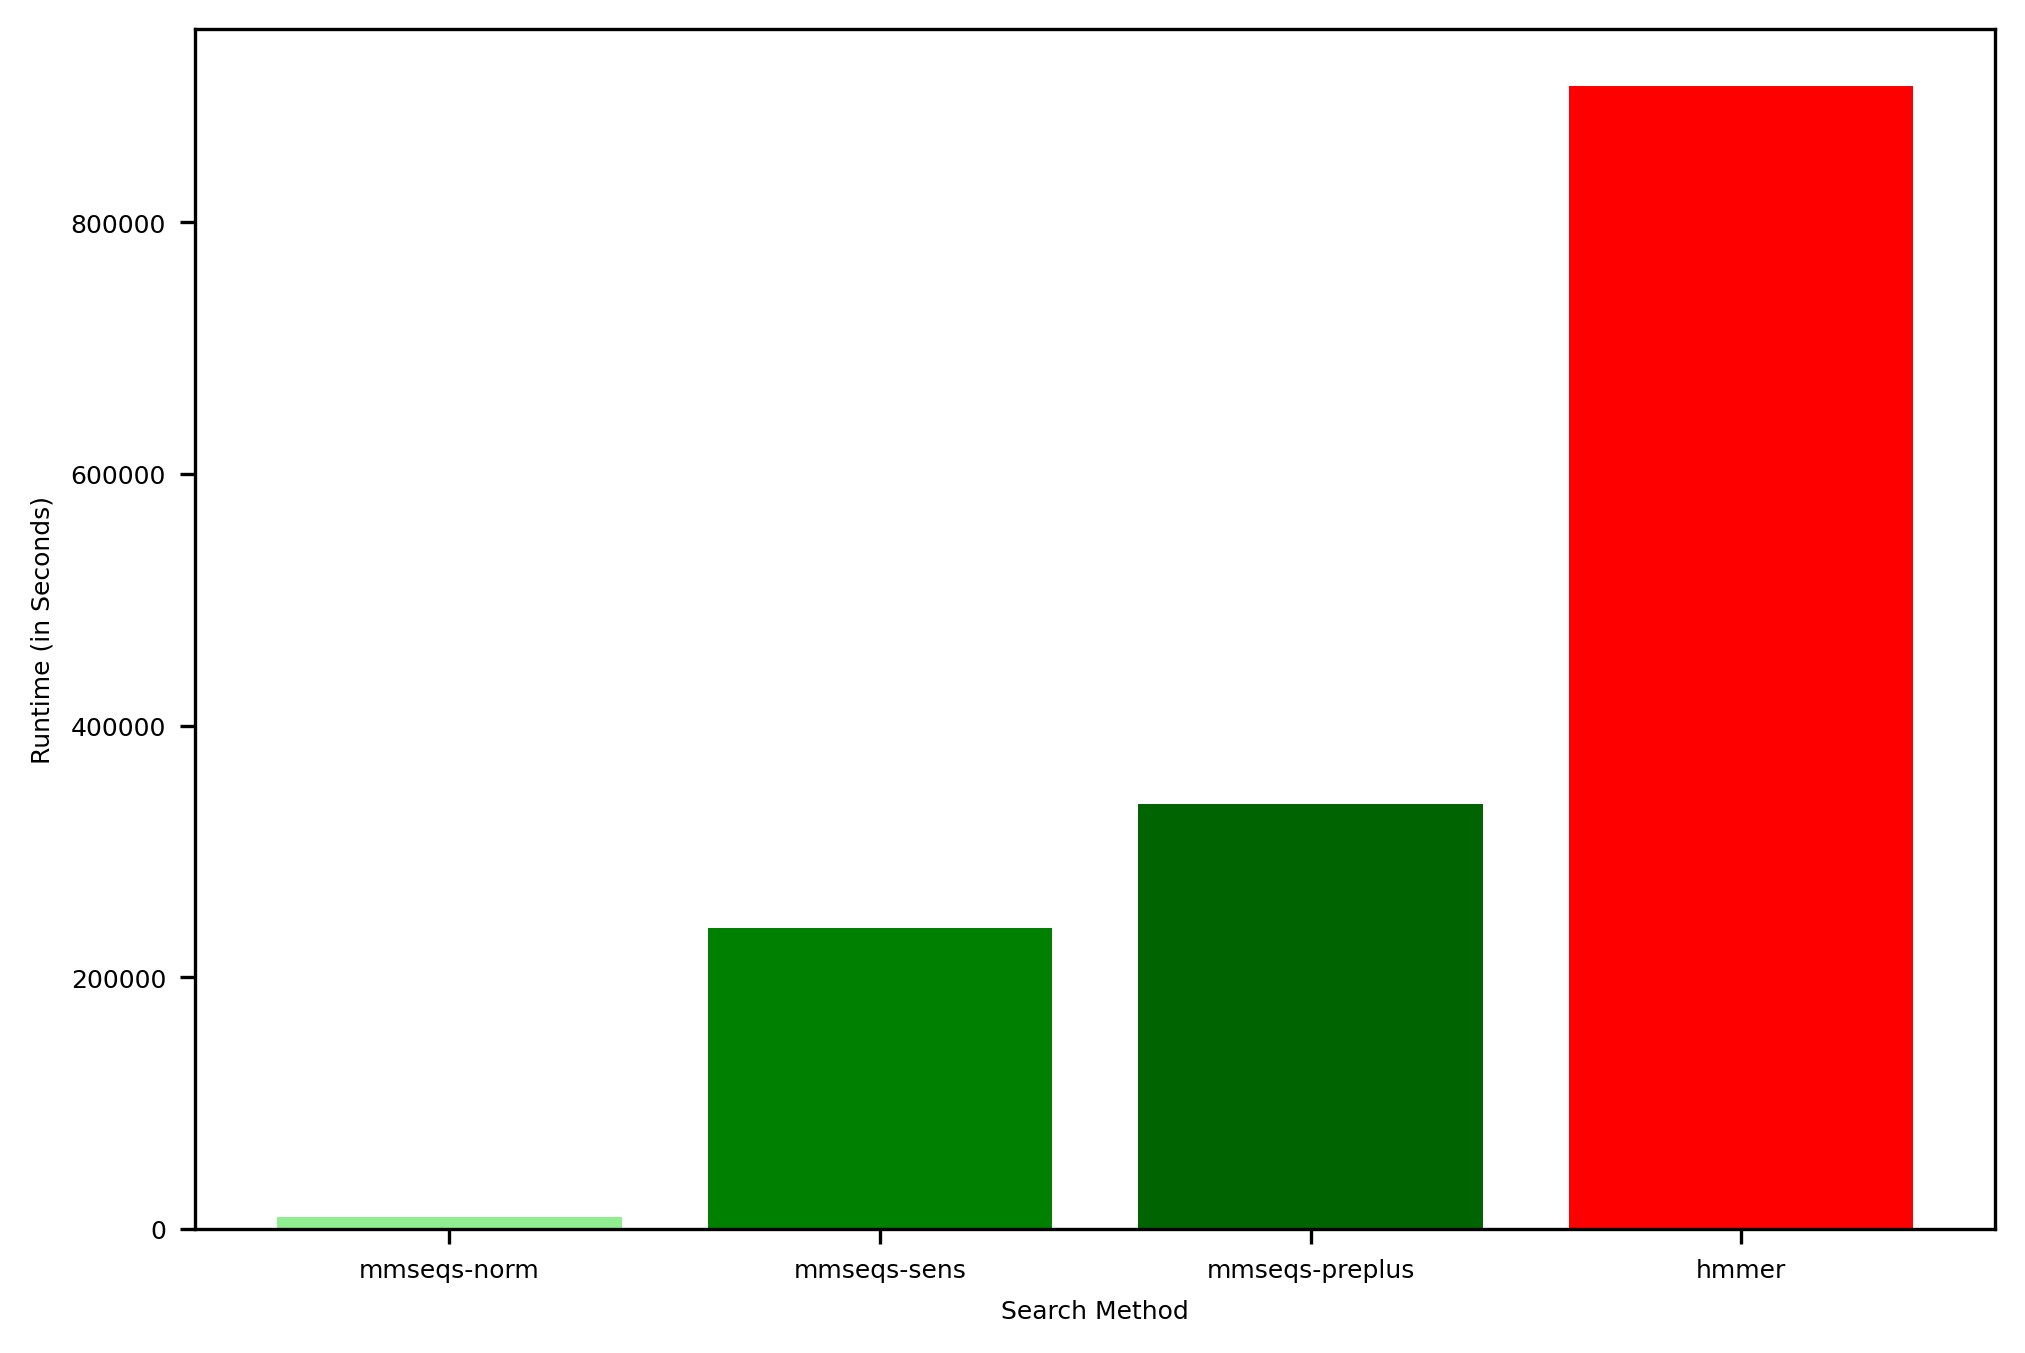 800000
600000
400000
200000
0
Runtime (in Seconds)
mmseqs-norm
mmseqs-sens
mmseqs-preplus
hmmer
Search Method